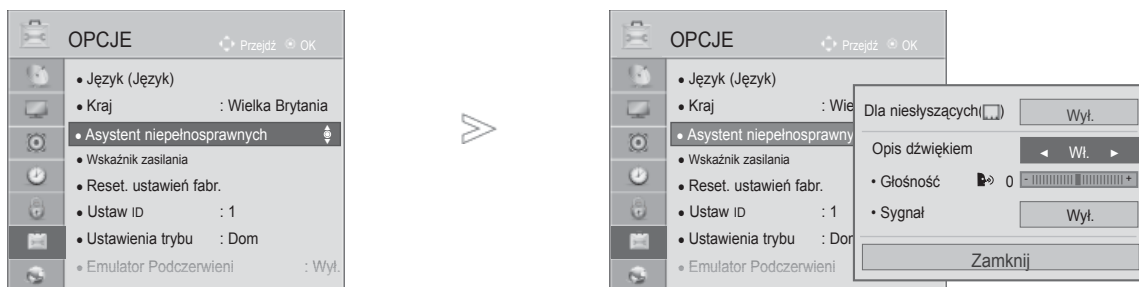 OPCJE
Przejdź OK
• Język (Język)
• Kraj : Wielka Brytania
• Asystent niepełnosprawnych
• Wskaźnik zasilania
• Reset. ustawień fabr.
• Ustaw ID : 1
• Ustawienia trybu : Dom
• Emulator Podczerwieni : Wył.
OPCJE
Przejdź OK
• Język (Język)
• Kraj : Wie
• Asystent niepełnosprawny
• Wskaźnik zasilania
• Reset. ustawień fabr.
• Ustaw ID : 1
• Ustawienia trybu : Dor
• Emulator Podczerwieni
Dla niesłyszących( ) Wył.
Opis dźwiękiem ◄ Wł. ►
• Głośność 0 - +
• Sygnał Wył.
Zamknij